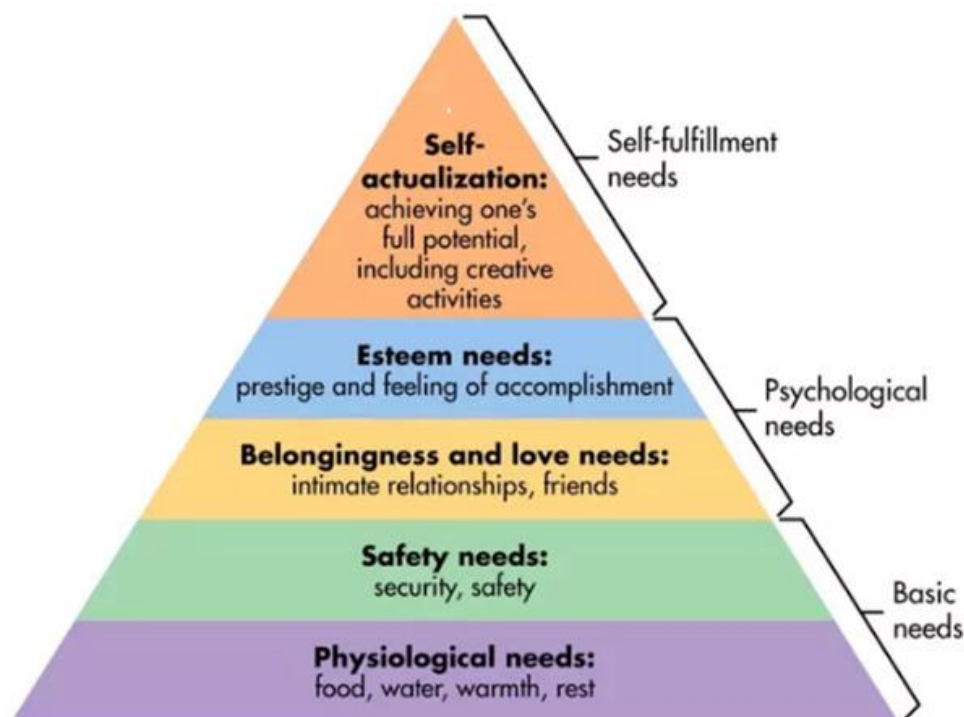 Self-
actualization:
achieving one's
full potential,
including creative
activities
Self-fulfillment
needs
Esteem needs:
prestige and feeling of accomplishment
Psychological
needs
Belongingness and love needs:
intimate relationships, friends
Safety needs:
security, safety
Basic
needs
Physiological needs:
food, water, warmth, rest